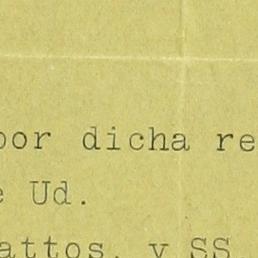 por dicha re
e Ud.
attos. y SS